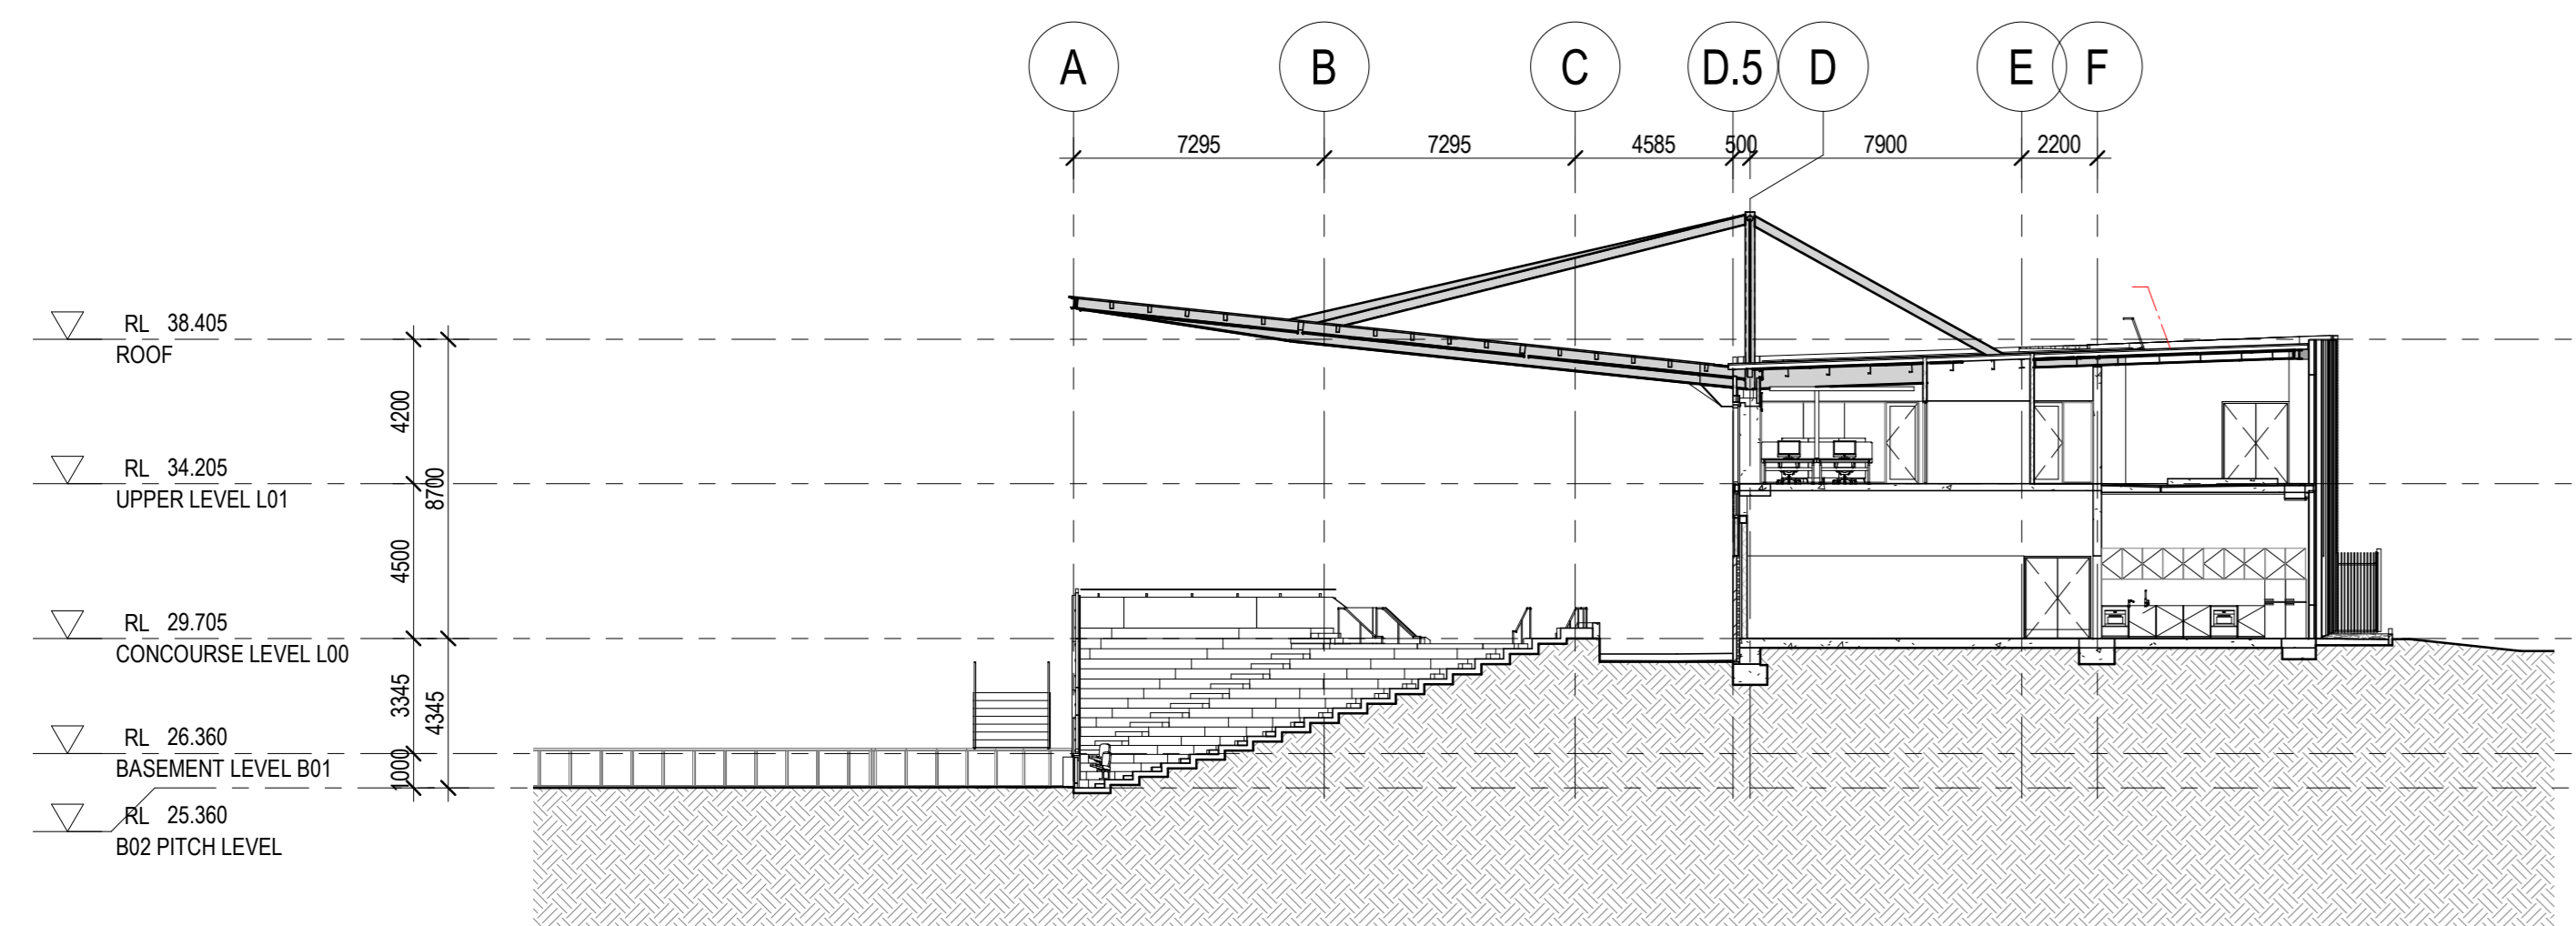 A B C D.5 D E F
7295 7295 4585 500 7900 2200
RL 38.405
ROOF
4200
RL 34.205
UPPER LEVEL L01
8700
4500
RL 29.705
CONCOURSE LEVEL L00
3345
4345
RL 26.360
BASEMENT LEVEL B01
1000
RL 25.360
B02 PITCH LEVEL